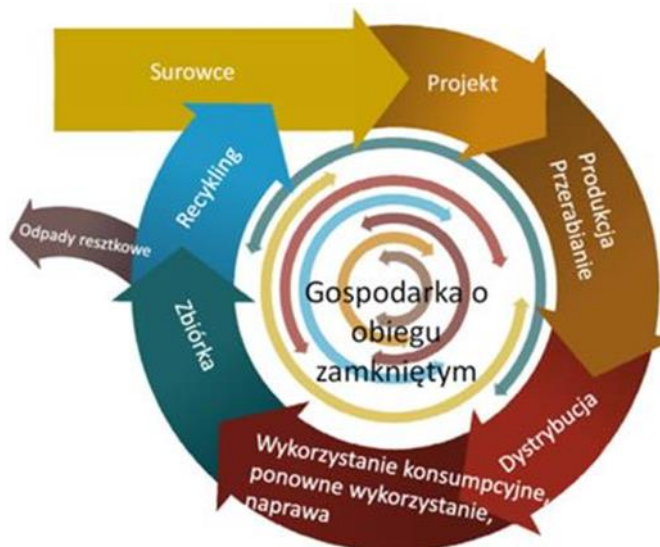 Surowce
Projekt
Produkcja
Przerabianie
Dystrybucja
Wykorzystanie konsumpcyjne,
ponowne wykorzystanie,
naprawa
Zbiórka
Recykling
Odpady resztkowe
Gospodarka o
obiegu
zamkniętym